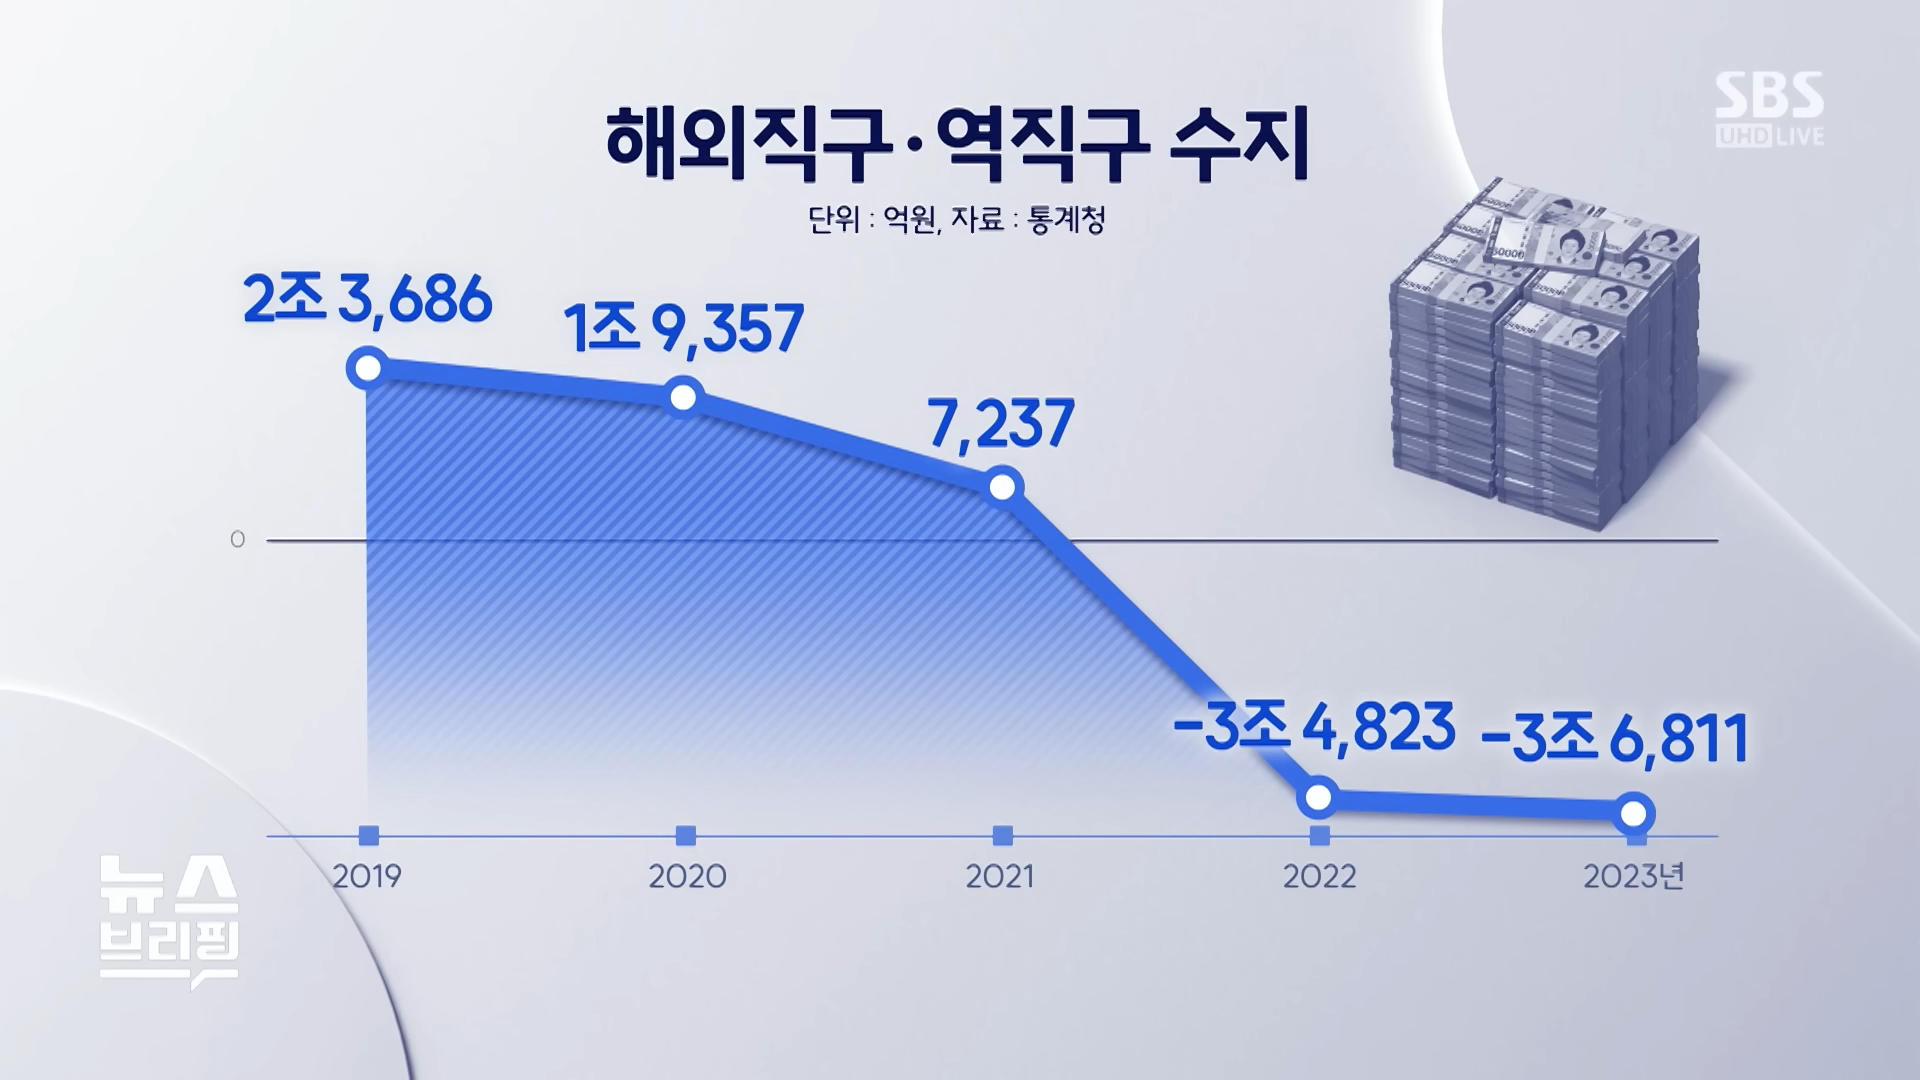 해외직구·역직구 수지
SBS
UHD LIVE
단위 : 억원, 자료 : 통계청
2조 3,686
1조 9,357
7,237
0
-3조 4,823
-3조 6,811
2019
2020
2021
2022
2023년
뉴스
브리핑